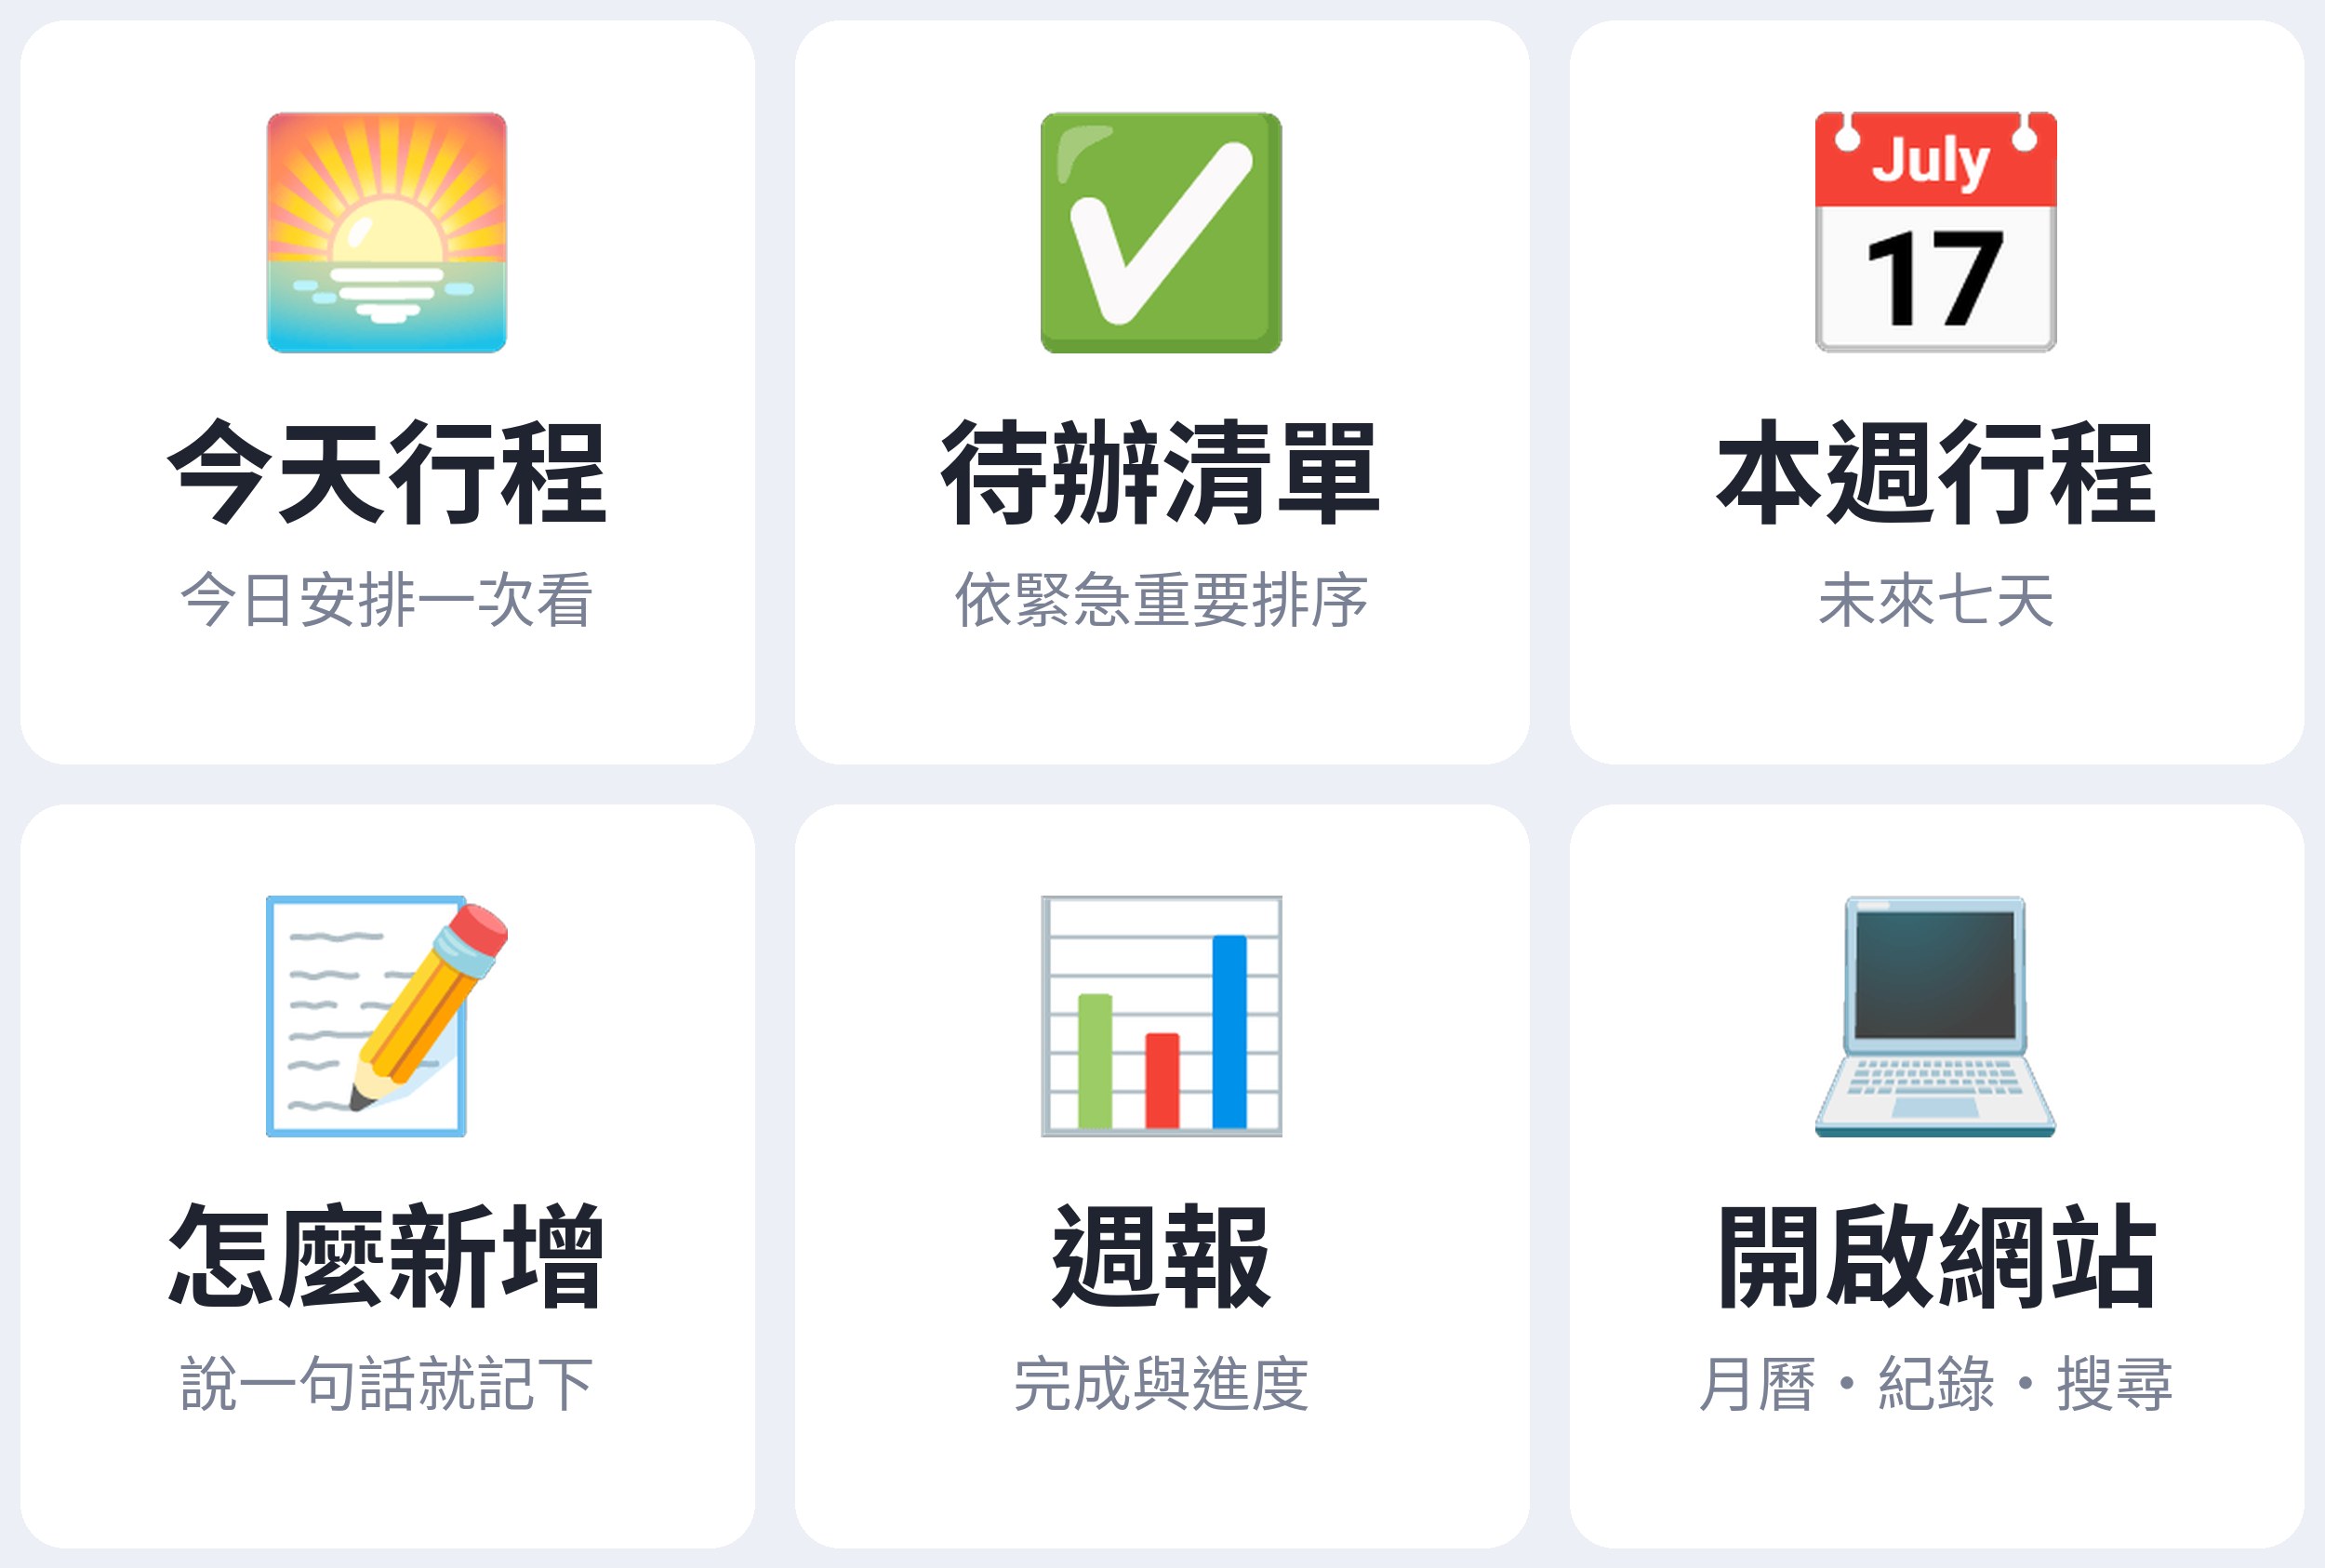 July
17
今天行程
今日安排一次看
待辦清單
依緊急重要排序
本週行程
未來七天
怎麼新增
說一句話就記下
週報
完成與進度
開啟網站
月曆・紀錄・搜尋